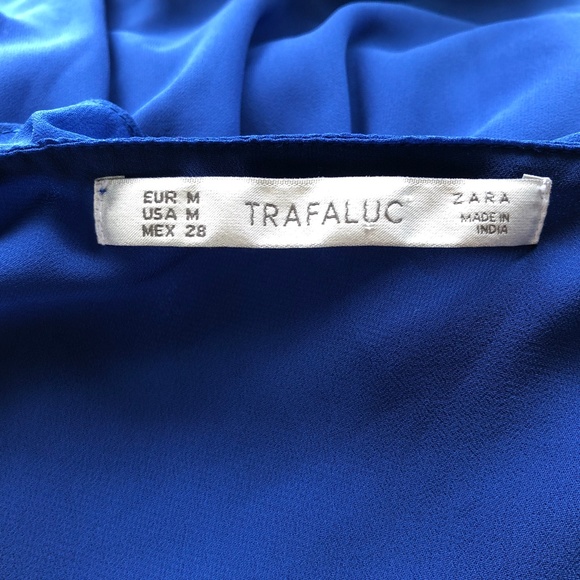 EUR M
USA M
MEX 28
TRAFALUC
ZARA
MADE IN
INDIA